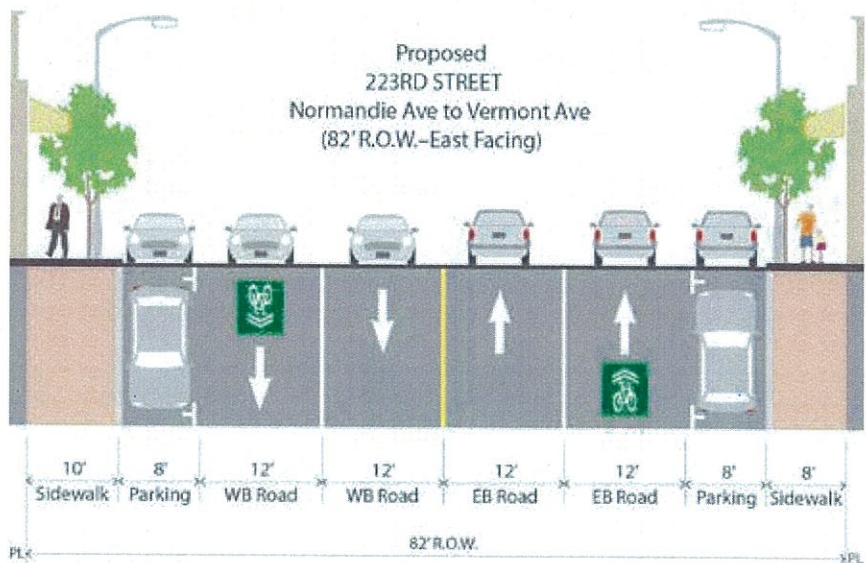 Proposed
223RD STREET
Normandie Ave to Vermont Ave
(82' R.O.W.–East Facing)
10' 8' 12' 12' 12' 12' 8' 8'
Sidewalk Parking WB Road WB Road EB Road EB Road Parking Sidewalk
82' R.O.W.
PL PL